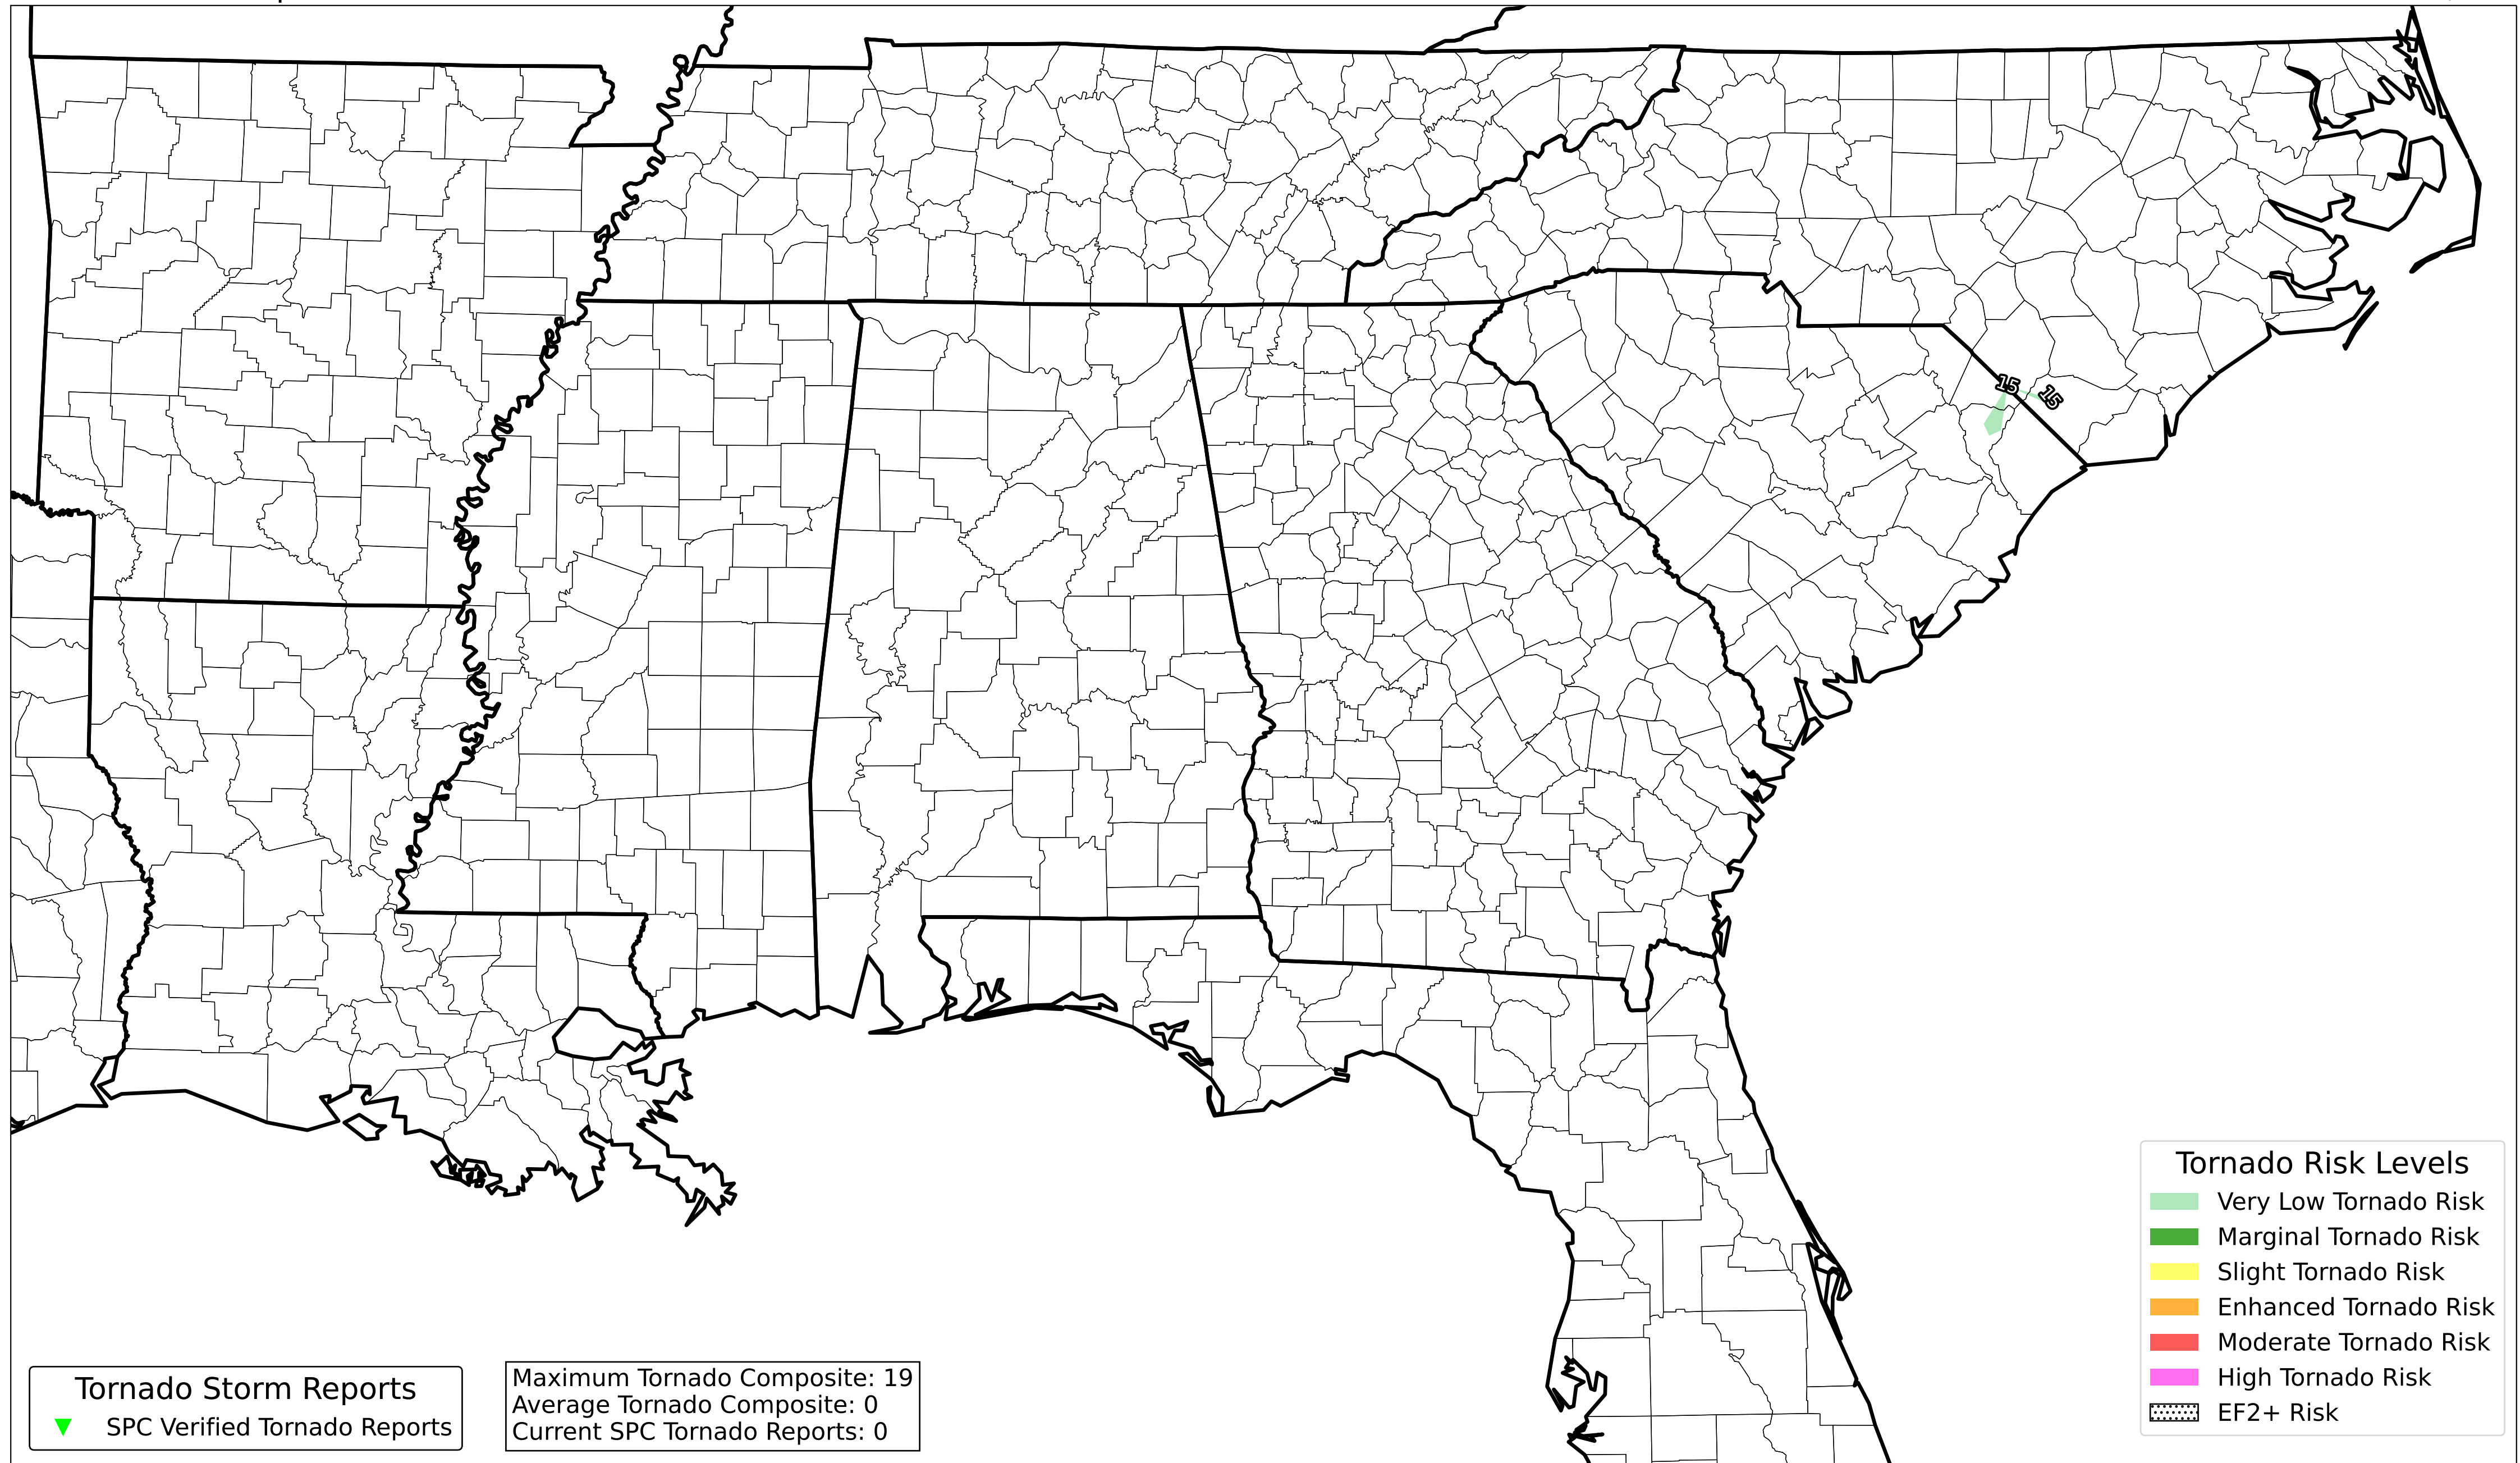 15
15
Tornado Risk Levels
Very Low Tornado Risk
Marginal Tornado Risk
Slight Tornado Risk
Enhanced Tornado Risk
Moderate Tornado Risk
High Tornado Risk
EF2+ Risk
Tornado Storm Reports
SPC Verified Tornado Reports
Maximum Tornado Composite: 19
Average Tornado Composite: 0
Current SPC Tornado Reports: 0